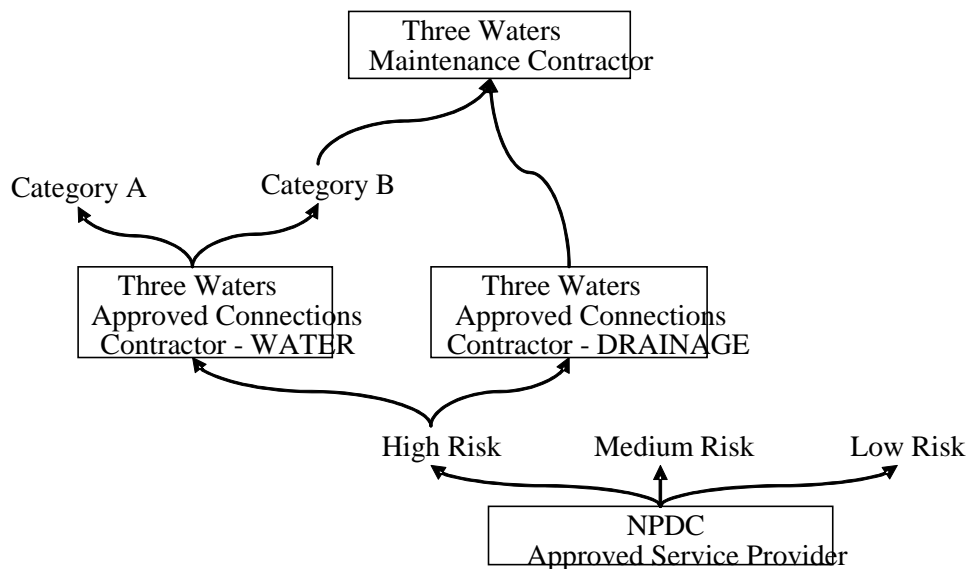 Three Waters
Maintenance Contractor
Category A
Category B
Three Waters
Approved Connections
Contractor - WATER
Three Waters
Approved Connections
Contractor - DRAINAGE
High Risk
Medium Risk
Low Risk
NPDC
Approved Service Provider